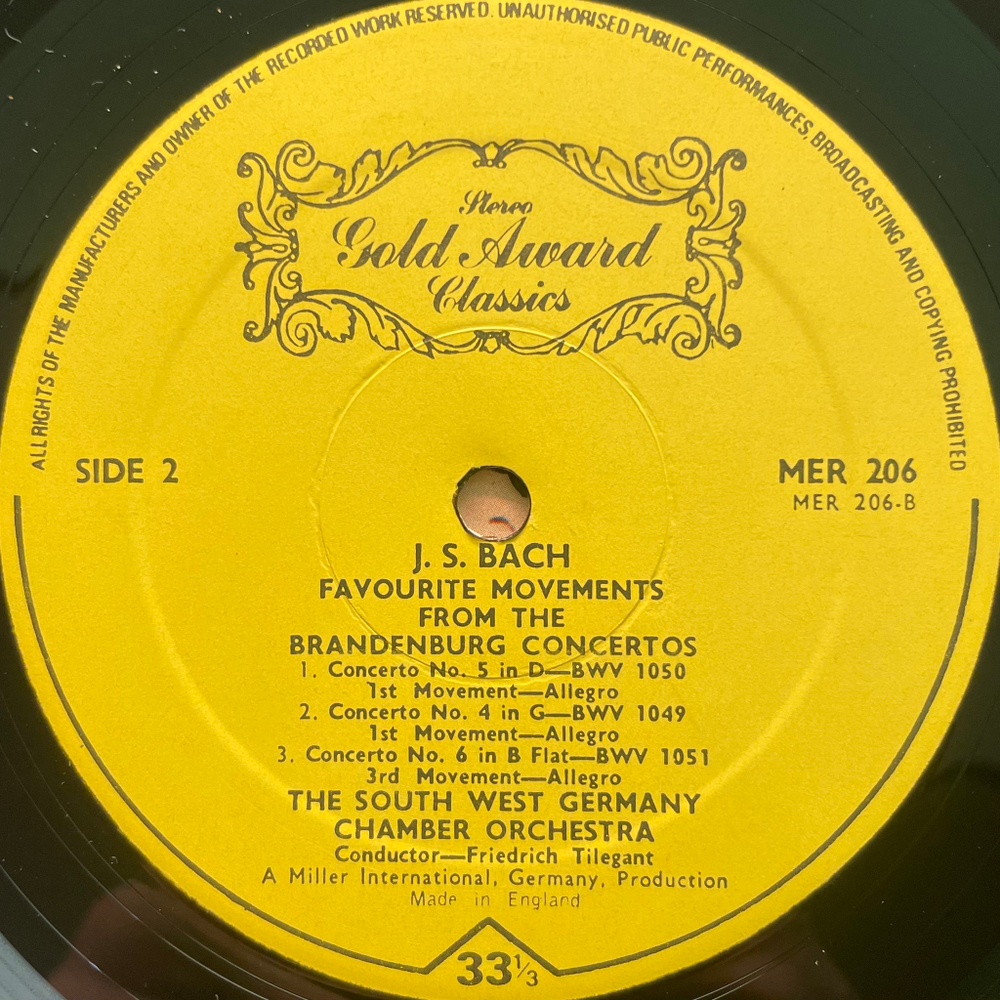 ALL RIGHTS OF THE MANUFACTURERS AND OWNER OF THE RECORDED WORK RESERVED. UNAUTHORISED PUBLIC PERFORMANCES, BROADCASTING AND COPYING PROHIBITED
Stereo
Gold Award
Classics
SIDE 2
MER 206
MER 206-B
J. S. BACH
FAVOURITE MOVEMENTS
FROM THE
BRANDENBURG CONCERTOS
1. Concerto No. 5 in D—BWV 1050
1st Movement—Allegro
2. Concerto No. 4 in G—BWV 1049
1st Movement—Allegro
3. Concerto No. 6 in B Flat—BWV 1051
3rd Movement—Allegro
THE SOUTH WEST GERMANY
CHAMBER ORCHESTRA
Conductor—Friedrich Tilegant
A Miller International, Germany, Production
Made in England
33⅓